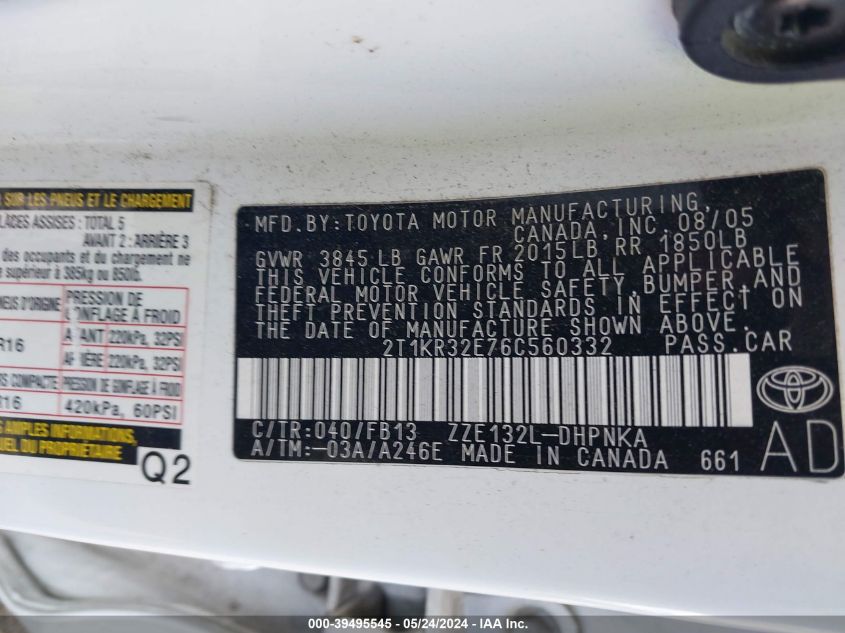 SUR LES PNEUS ET LE CHARGEMENT
ASSISES : TOTAL 5
AVANT 2 : ARRIÈRE 3
des occupants et du chargement ne
supérieur à 385kg ou 850lb.
D'ORIGINE PRESSION DE
GONFLAGE À FROID
R16 220kPa, 32PSI
220kPa, 32PSI
COMPACTE PRESSION DE GONFLAGE À FROID
R16 420kPa, 60PSI
AMPLES INFORMATIONS,
DU PROPRIÉTAIRE
Q2
MFD. BY: TOYOTA MOTOR MANUFACTURING,
CANADA, INC. 08/05
GVWR 3845 LB GAWR FR 2015LB RR 1850LB
THIS VEHICLE CONFORMS TO ALL APPLICABLE
FEDERAL MOTOR VEHICLE SAFETY, BUMPER, AND
THEFT PREVENTION STANDARDS IN EFFECT ON
THE DATE OF MANUFACTURE SHOWN ABOVE.
2T1KR32E76C560332 PASS. CAR
C/TR: 040/FB13 ZZE132L-DHPNKA
A/TM: -03A/A246E MADE IN CANADA 661
AD
000-39495545 - 05/24/2024 - IAAI - Copyright IAA, Inc.